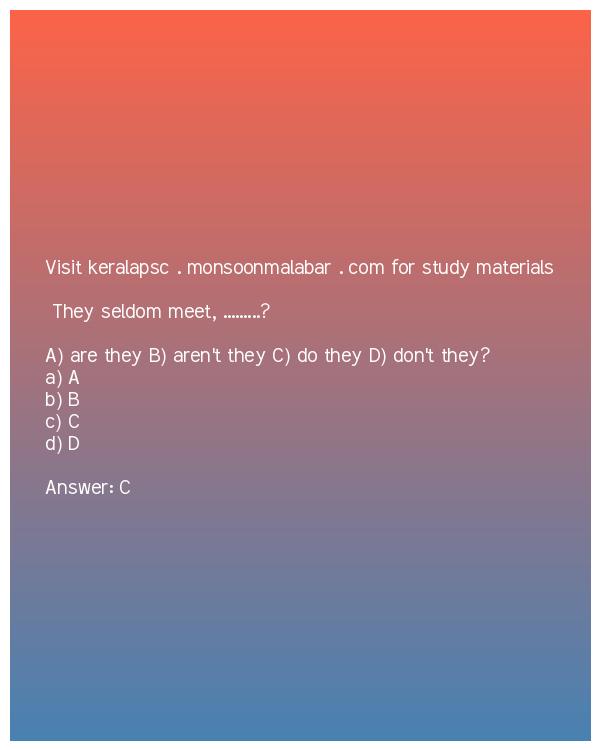 Visit keralapsc . monsoonmalabar . com for study materials
They seldom meet, .........?
A) are they B) aren't they C) do they D) don't they?
a) A
b) B
c) C
d) D
Answer: C